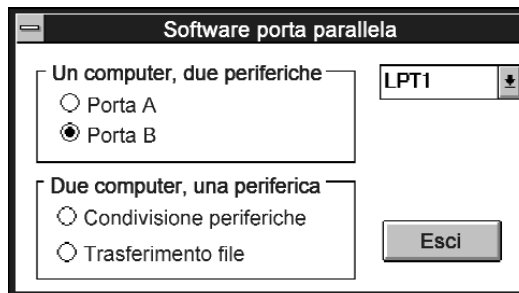 Software porta parallela
Un computer, due periferiche
Porta A
Porta B
LPT1
Due computer, una periferica
Condivisione periferiche
Trasferimento file
Esci